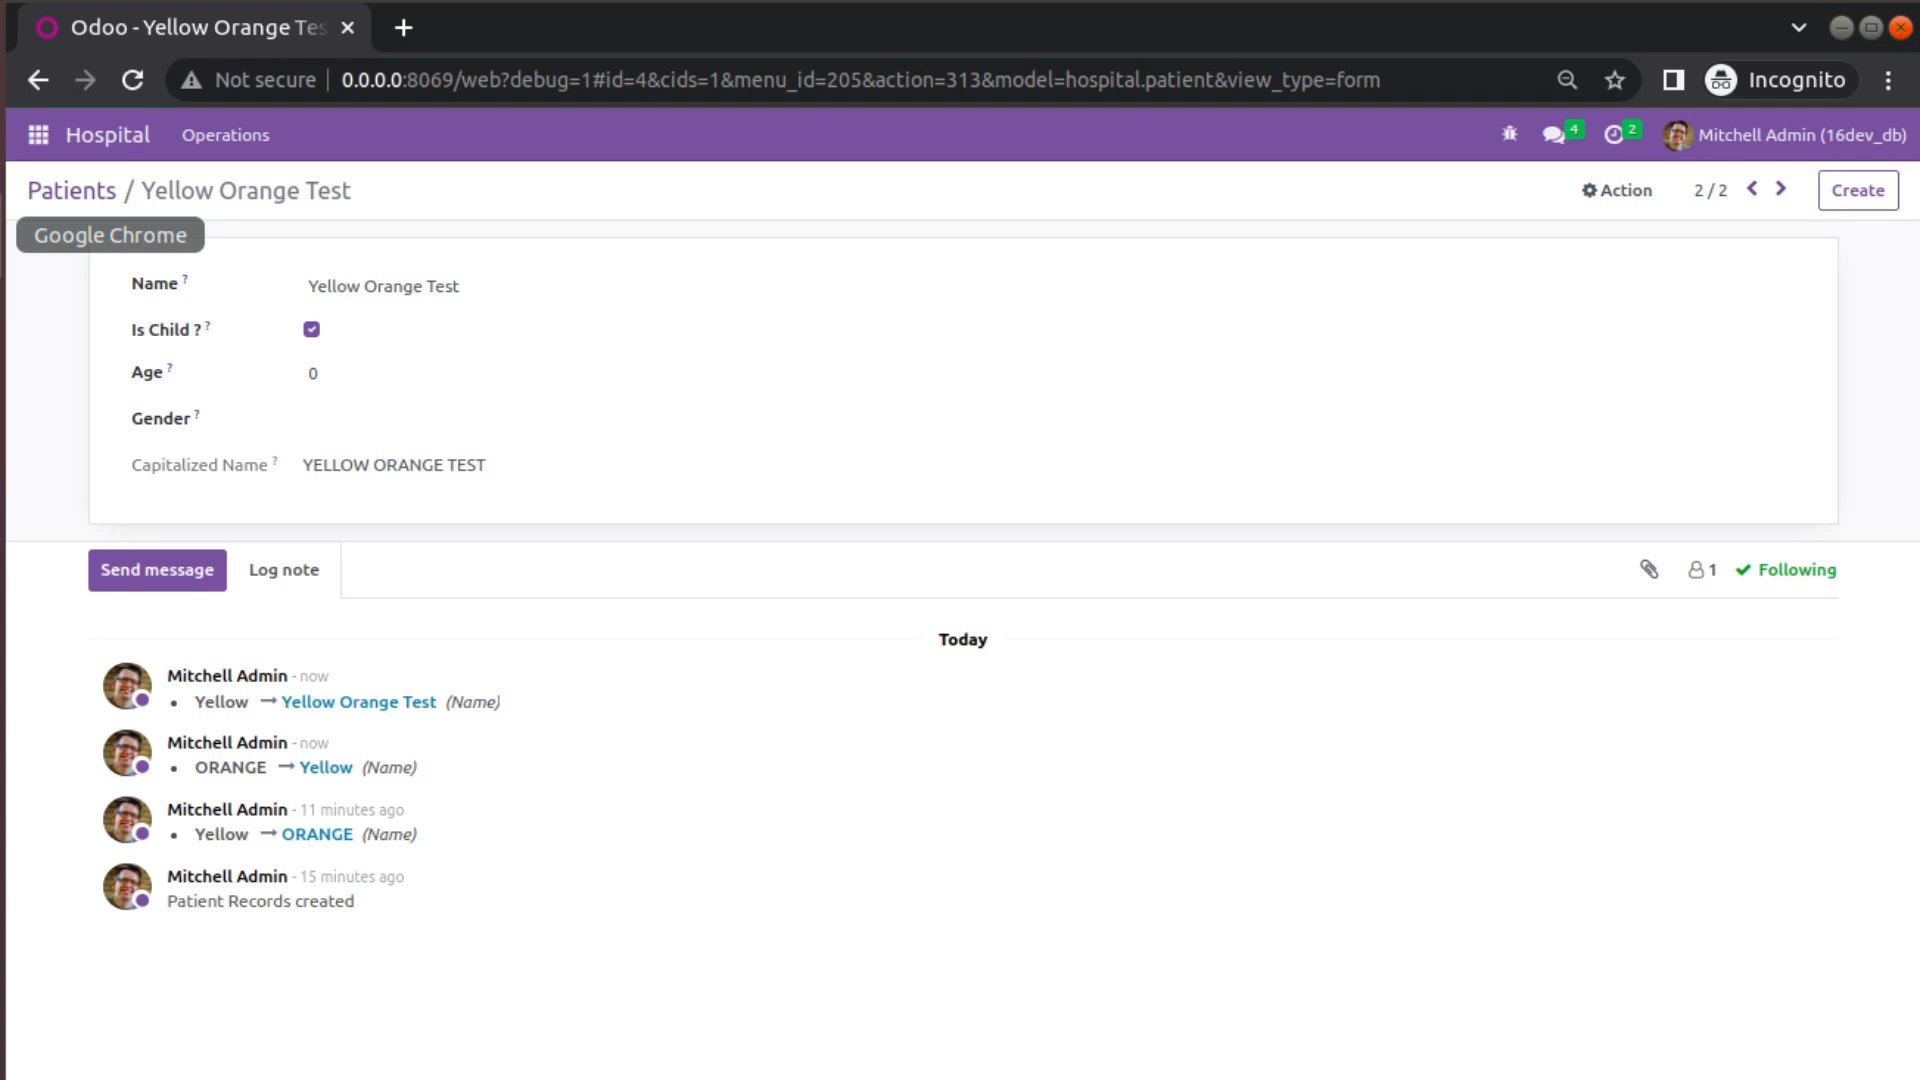 Odoo - Yellow Orange Tes
Not secure 0.0.0.0:8069/web?debug=1#id=4&cids=1&menu_id=205&action=313&model=hospital.patient&view_type=form Incognito
Hospital Operations 4 2 Mitchell Admin (16dev_db)
Patients / Yellow Orange Test Action 2 / 2 Create
Google Chrome
Name ? Yellow Orange Test
Is Child ? ?
Age ? 0
Gender ?
Capitalized Name ? YELLOW ORANGE TEST
Send message Log note 1 Following
Today
Mitchell Admin - now
• Yellow → Yellow Orange Test (Name)
Mitchell Admin - now
• ORANGE → Yellow (Name)
Mitchell Admin - 11 minutes ago
• Yellow → ORANGE (Name)
Mitchell Admin - 15 minutes ago
Patient Records created